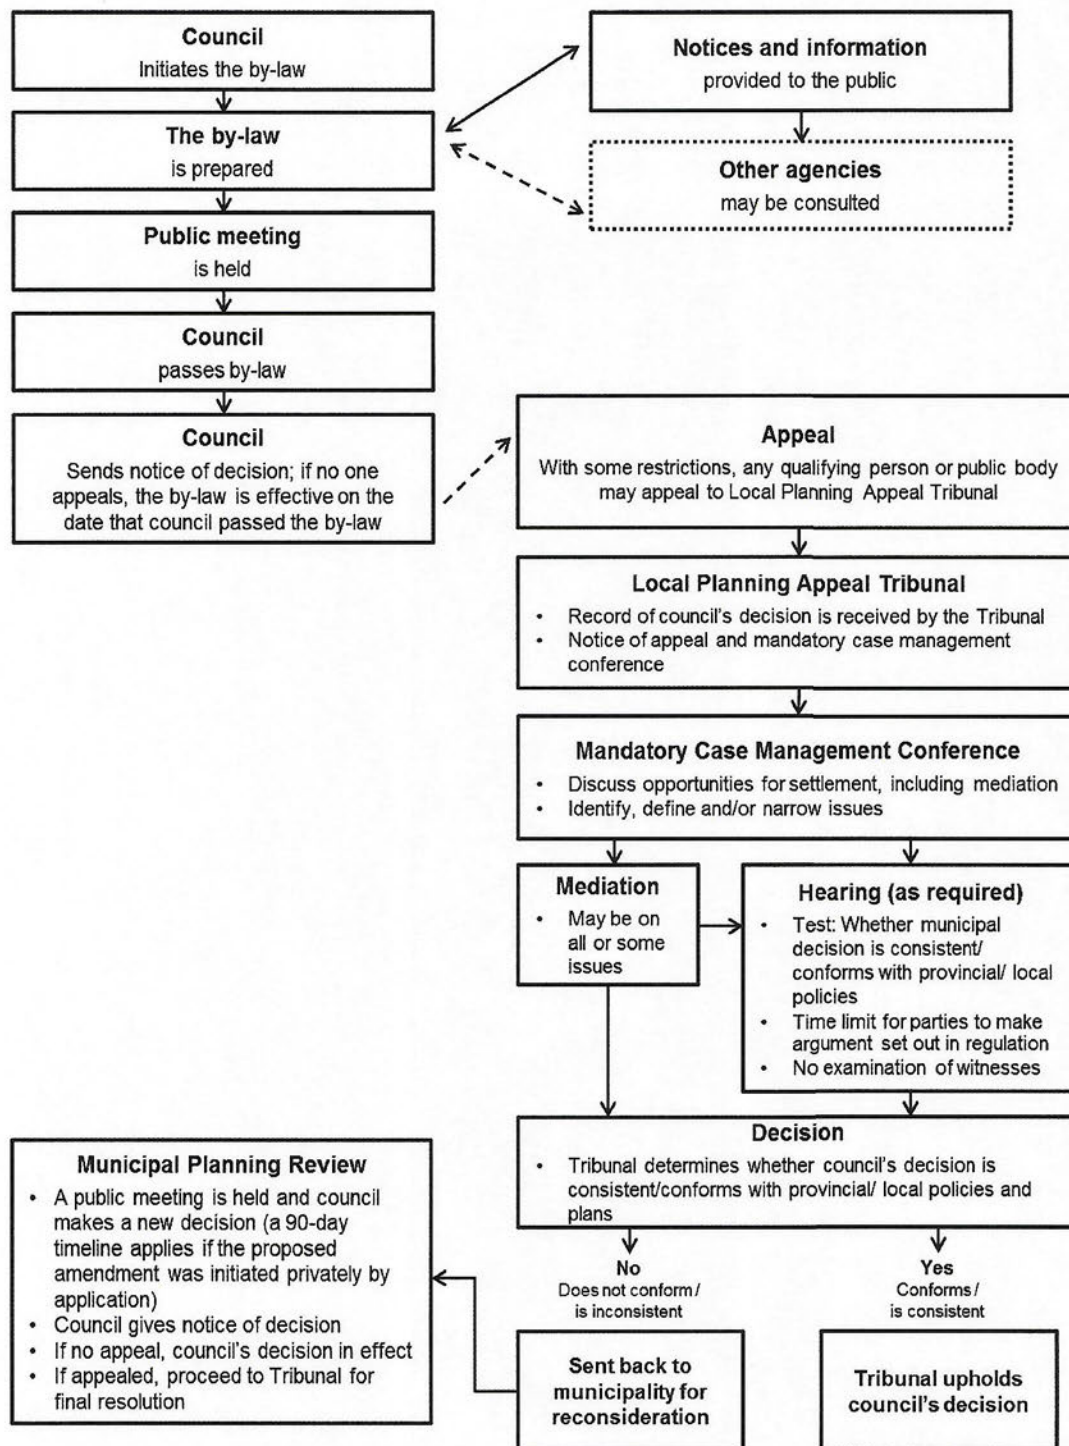 Council
Initiates the by-law
The by-law
is prepared
Public meeting
is held
Council
passes by-law
Council
Sends notice of decision; if no one
appeals, the by-law is effective on the
date that council passed the by-law
Notices and information
provided to the public
Other agencies
may be consulted
Appeal
With some restrictions, any qualifying person or public body
may appeal to Local Planning Appeal Tribunal
Local Planning Appeal Tribunal
• Record of council's decision is received by the Tribunal
• Notice of appeal and mandatory case management
conference
Mandatory Case Management Conference
• Discuss opportunities for settlement, including mediation
• Identify, define and/or narrow issues
Mediation
• May be on
all or some
issues
Hearing (as required)
• Test: Whether municipal
decision is consistent/
conforms with provincial/ local
policies
• Time limit for parties to make
argument set out in regulation
• No examination of witnesses
Decision
• Tribunal determines whether council's decision is
consistent/conforms with provincial/ local policies and
plans
No
Does not conform/
is inconsistent
Yes
Conforms/
is consistent
Sent back to
municipality for
reconsideration
Tribunal upholds
council's decision
Municipal Planning Review
• A public meeting is held and council
makes a new decision (a 90-day
timeline applies if the proposed
amendment was initiated privately by
application)
• Council gives notice of decision
• If no appeal, council's decision in effect
• If appealed, proceed to Tribunal for
final resolution